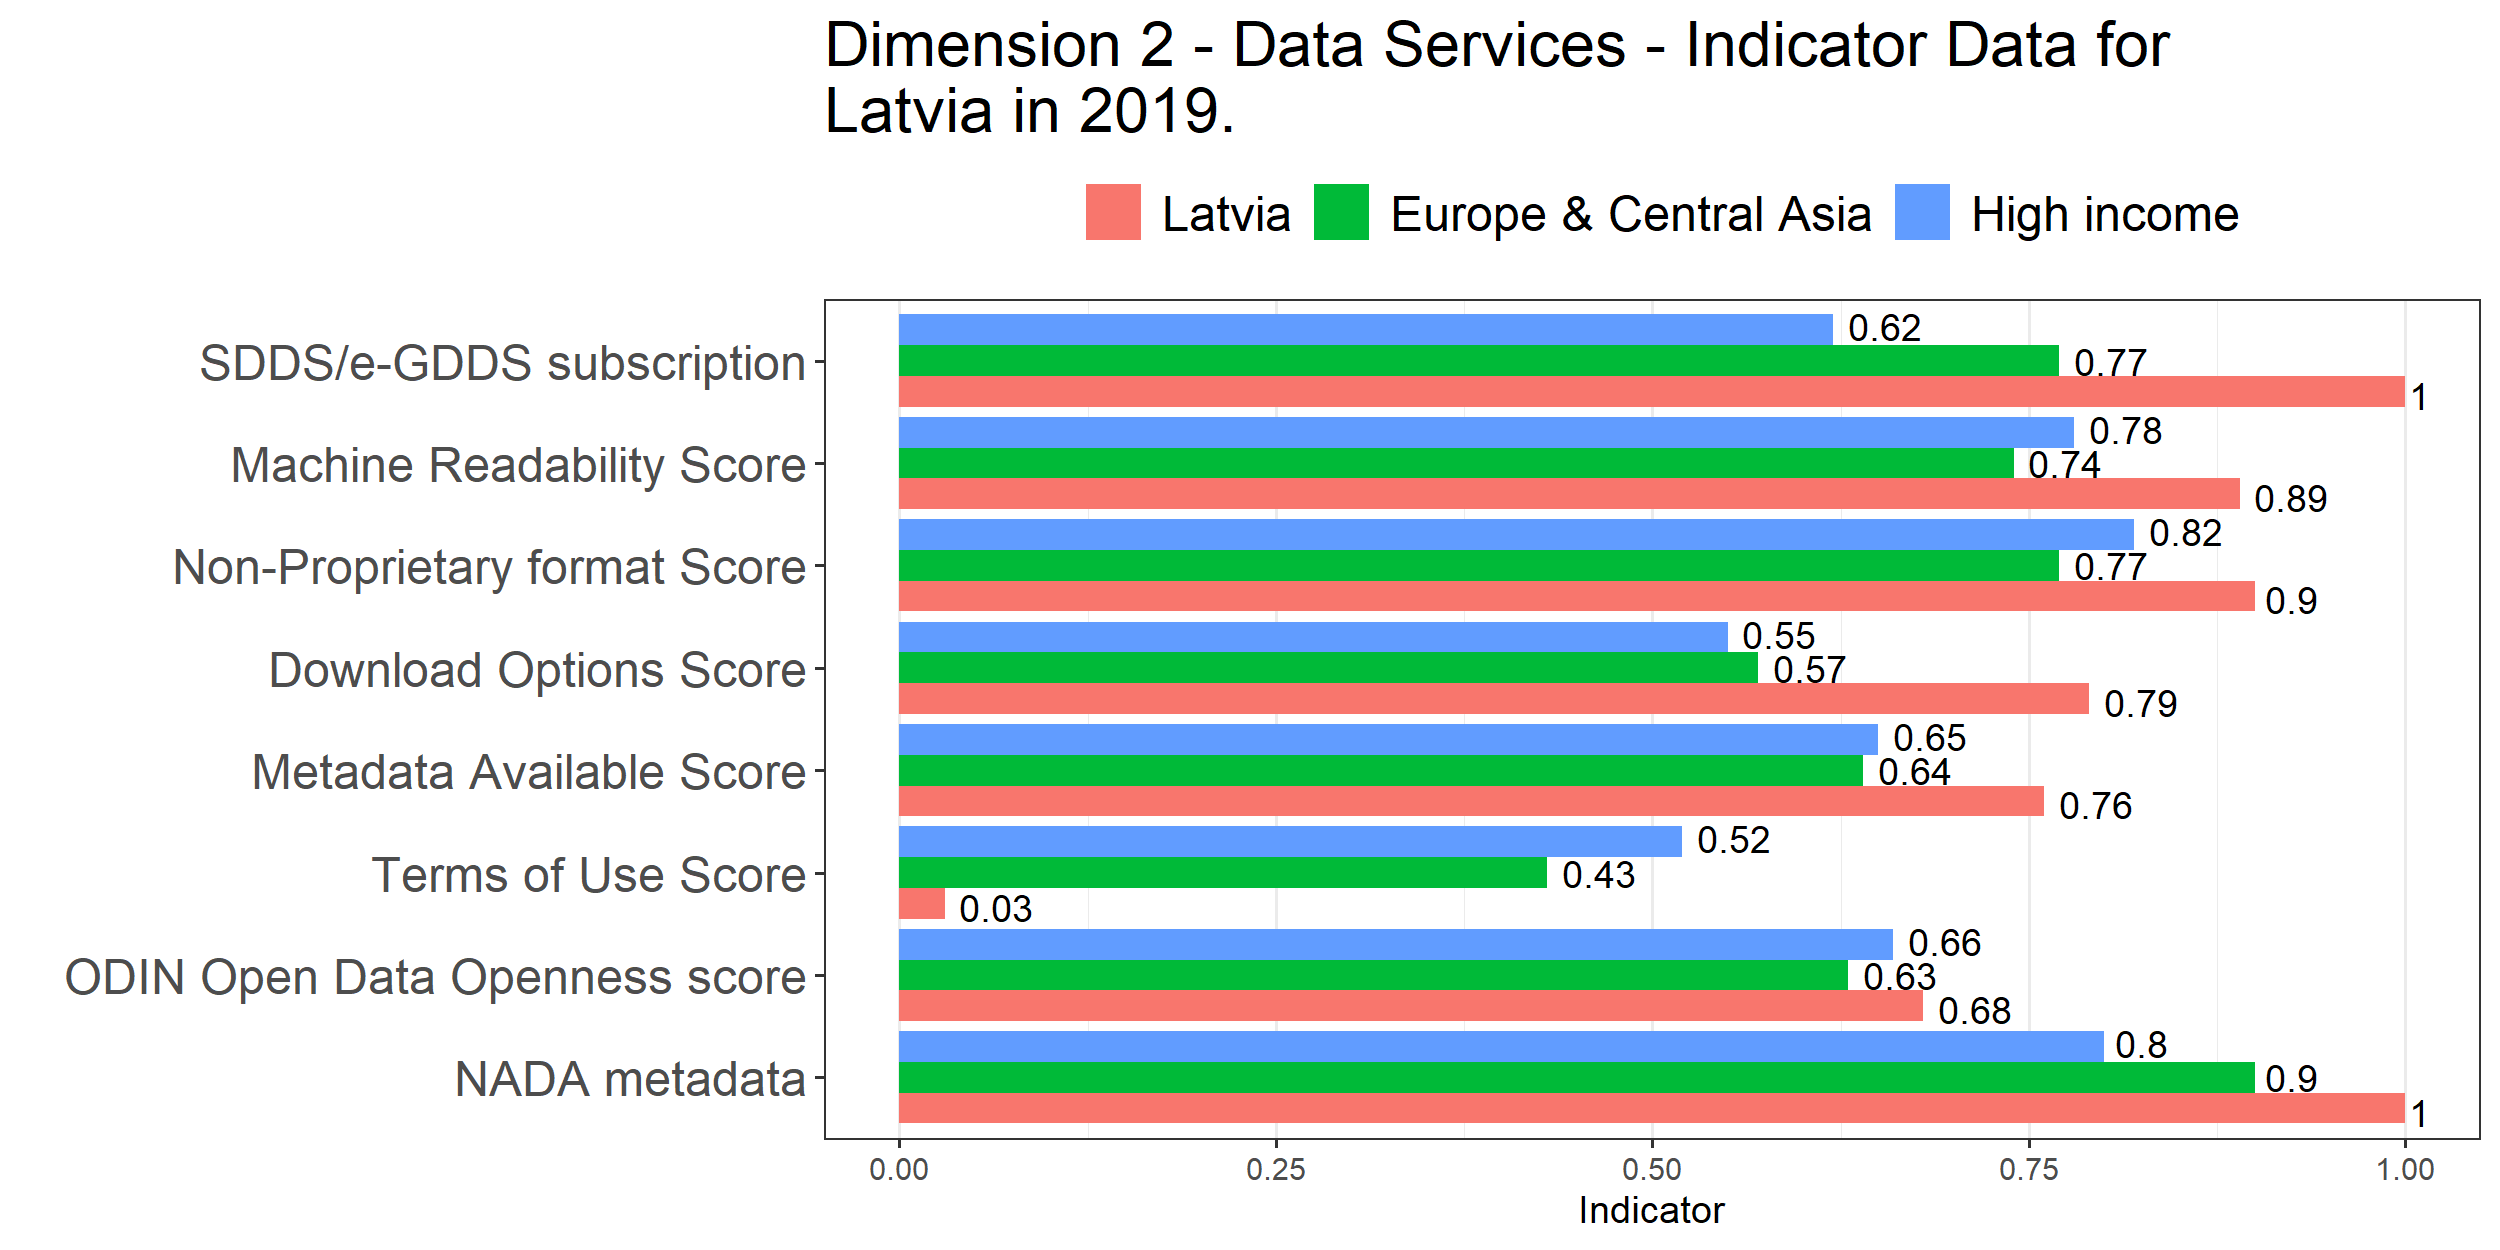 Dimension 2 - Data Services - Indicator Data for
Latvia in 2019.
Latvia Europe & Central Asia High income
SDDS/e-GDDS subscription
0.62
0.77
1
Machine Readability Score
0.78
0.74
0.89
Non-Proprietary format Score
0.82
0.77
0.9
Download Options Score
0.55
0.57
0.79
Metadata Available Score
0.65
0.64
0.76
Terms of Use Score
0.52
0.43
0.03
ODIN Open Data Openness score
0.66
0.63
0.68
NADA metadata
0.8
0.9
1
0.00 0.25 0.50 0.75 1.00
Indicator